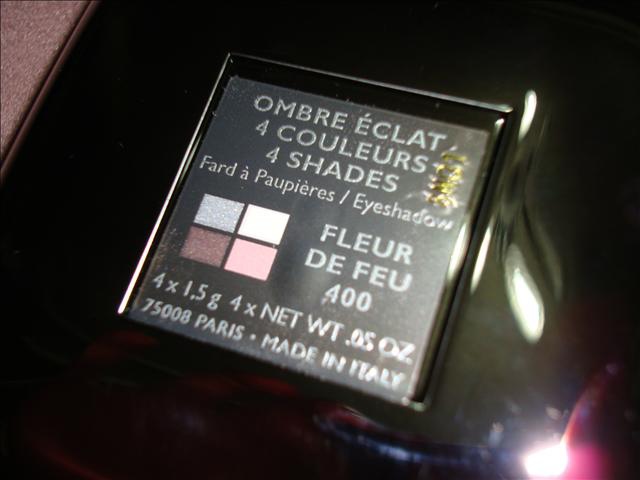 OMBRE ÉCLAT
4 COULEURS
4 SHADES
Fard à Paupières / Eyeshadow
FLEUR
DE FEU
400
4 x 1,5 g 4 x NET WT .05 OZ
75008 PARIS • MADE IN ITALY